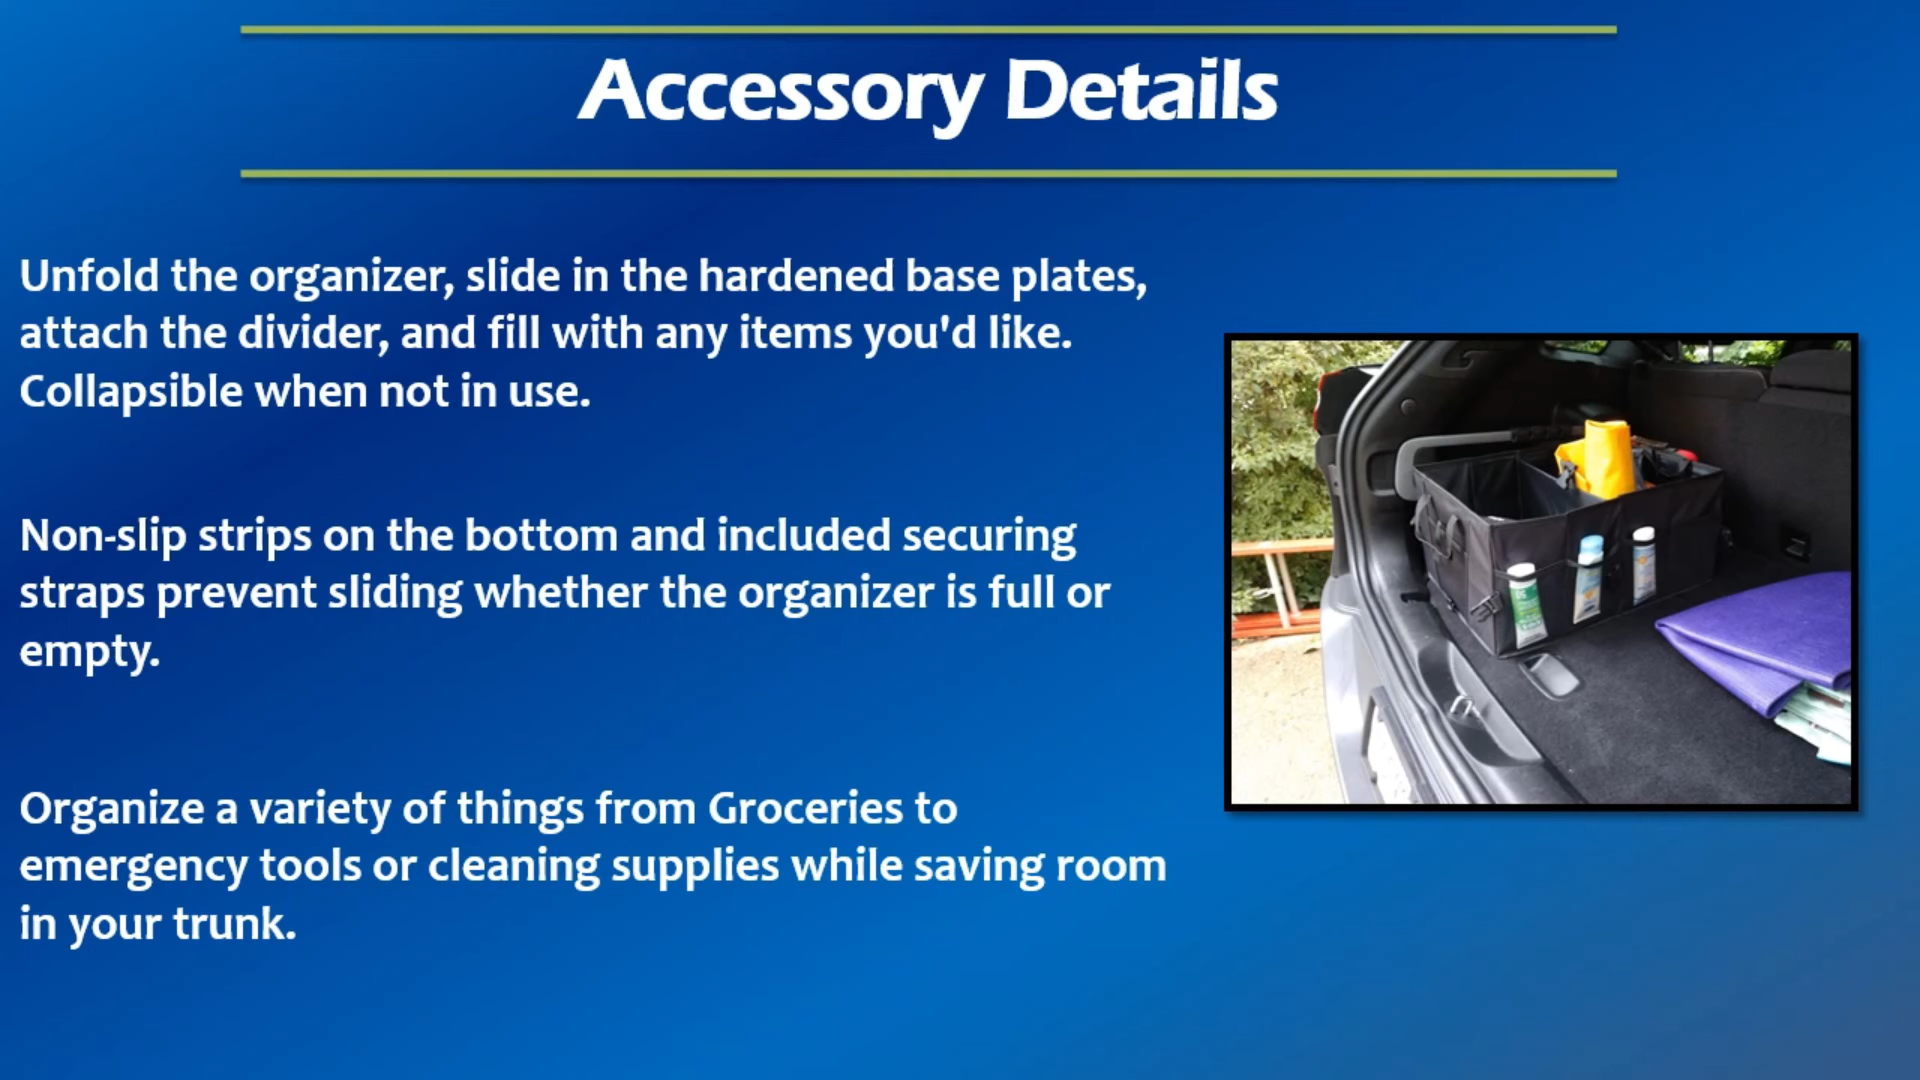 Accessory Details
Unfold the organizer, slide in the hardened base plates,
attach the divider, and fill with any items you'd like.
Collapsible when not in use.
Non-slip strips on the bottom and included securing
straps prevent sliding whether the organizer is full or
empty.
Organize a variety of things from Groceries to
emergency tools or cleaning supplies while saving room
in your trunk.